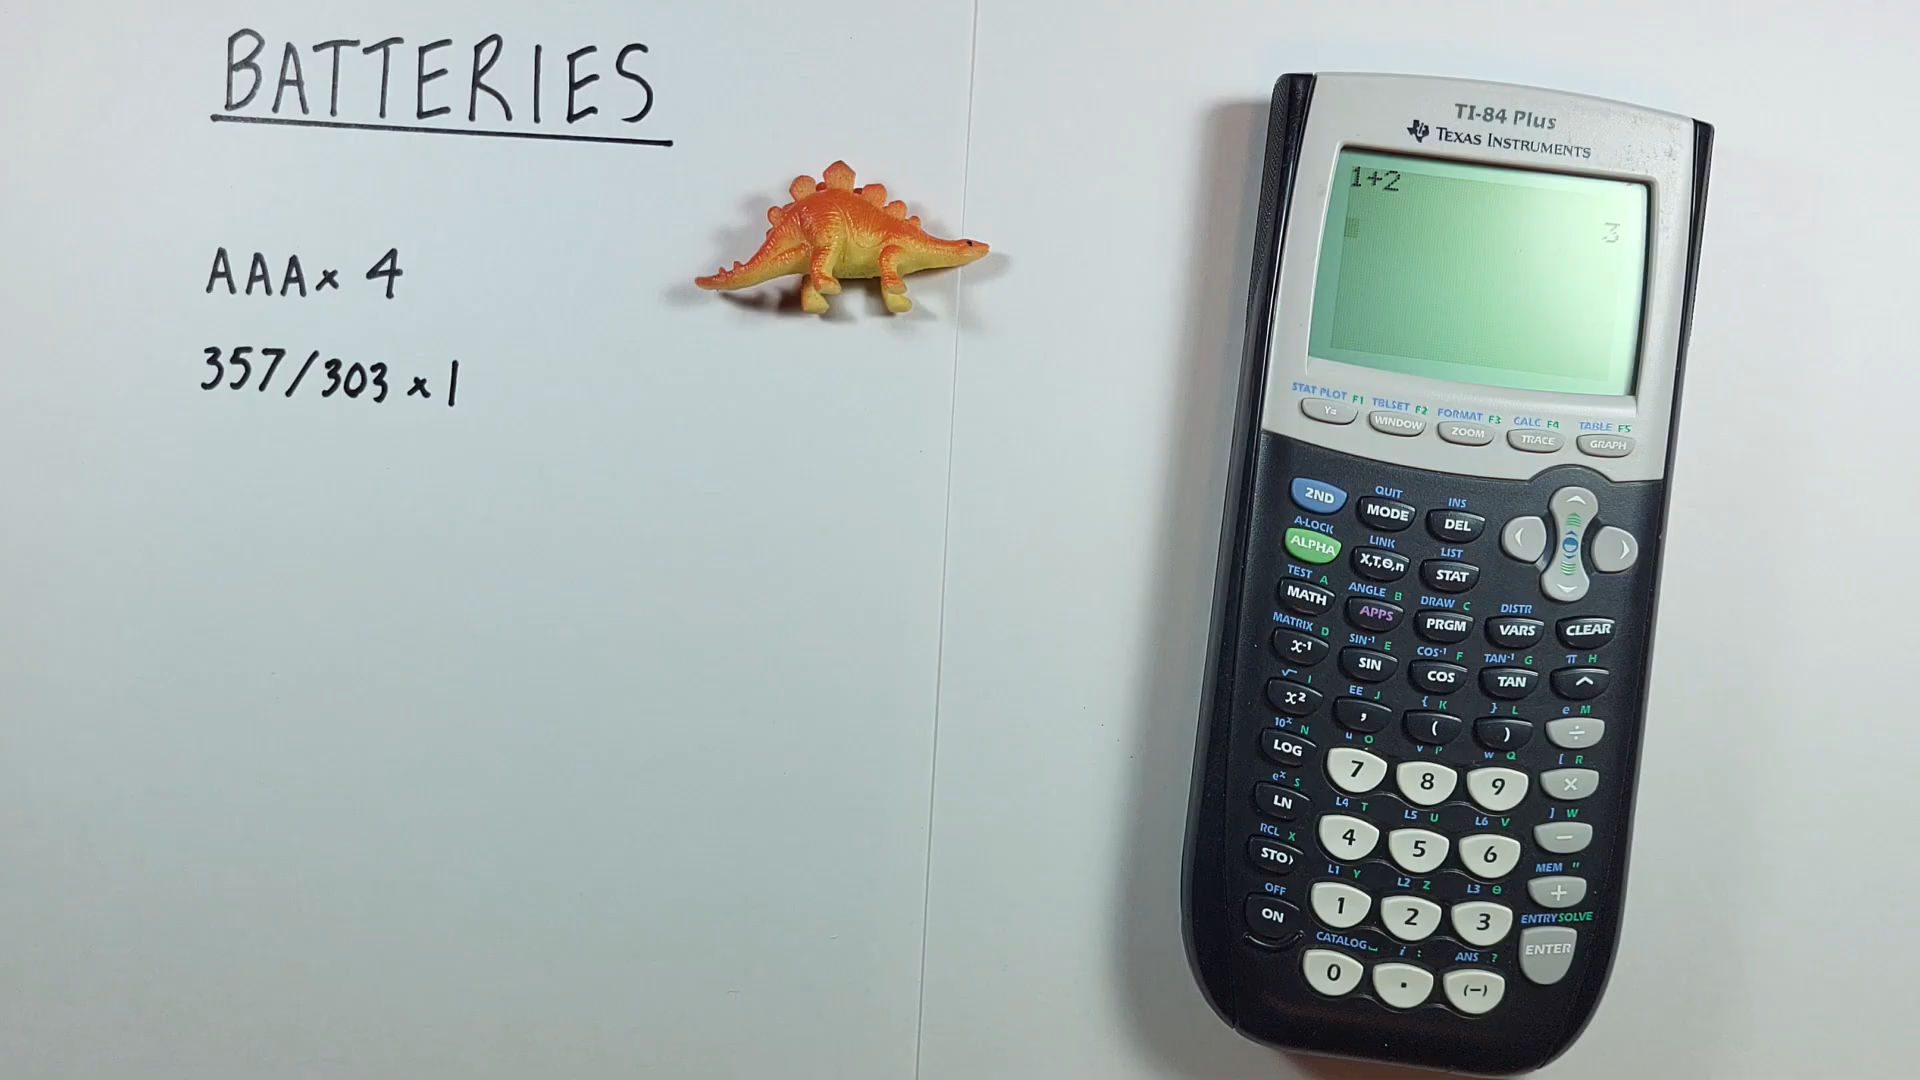 BATTERIES
AAA x 4
357/303 x 1
TI-84 Plus
TEXAS INSTRUMENTS
1+2
3
STAT PLOT F1 TBLSET F2 FORMAT F3 CALC F4 TABLE F5
Y= WINDOW ZOOM TRACE GRAPH
QUIT INS
2ND MODE DEL
A-LOCK LINK LIST
ALPHA X,T,Θ,n STAT
TEST A ANGLE B DRAW C DISTR
MATH APPS PRGM VARS CLEAR
MATRIX D SIN⁻¹ E COS⁻¹ F TAN⁻¹ G π H
x⁻¹ SIN COS TAN ^
√ I EE J { K } L e M
x² , ( ) ÷
10ˣ N u O v P w Q [ R
LOG 7 8 9 ×
eˣ S L4 T L5 U L6 V ] W
LN 4 5 6 −
RCL X L1 Y L2 Z L3 θ MEM "
STO› 1 2 3 +
OFF CATALOG ⎵ i : ANS ? ENTRY SOLVE
ON 0 . (−) ENTER